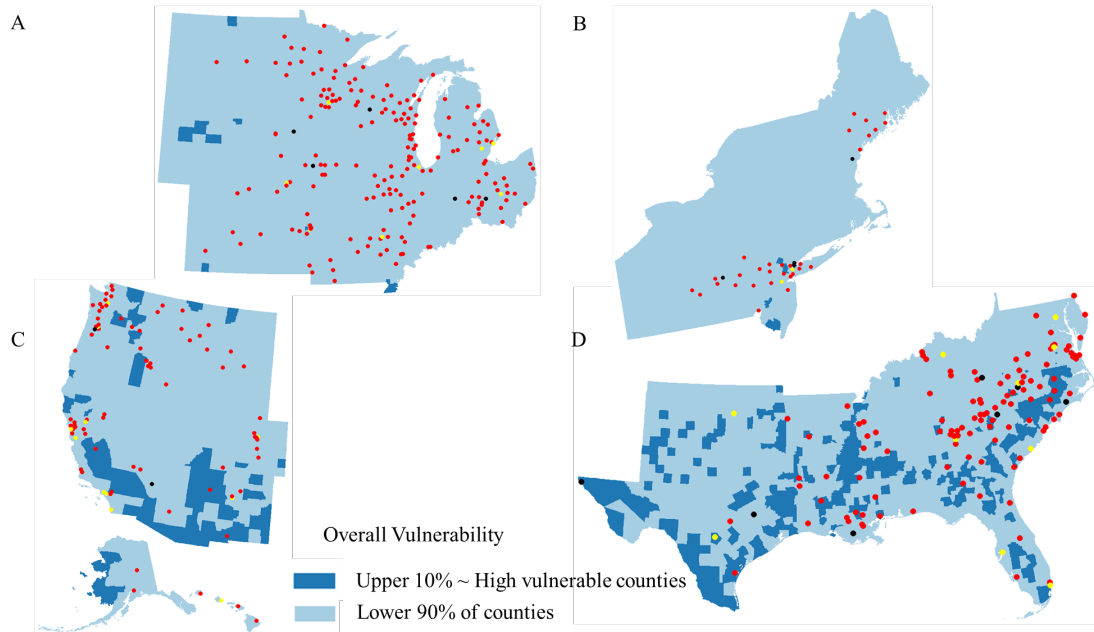 A
B
C
D
Overall Vulnerability
Upper 10% ~ High vulnerable counties
Lower 90% of counties